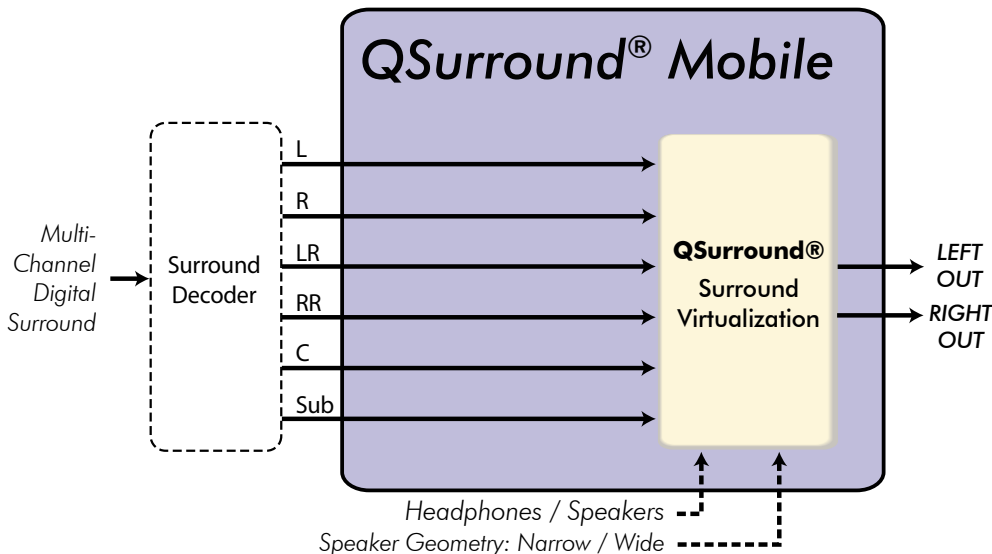 QSurround® Mobile
Multi-
Channel
Digital
Surround
Surround
Decoder
L
R
LR
RR
C
Sub
QSurround®
Surround
Virtualization
LEFT
OUT
RIGHT
OUT
Headphones / Speakers
Speaker Geometry: Narrow / Wide